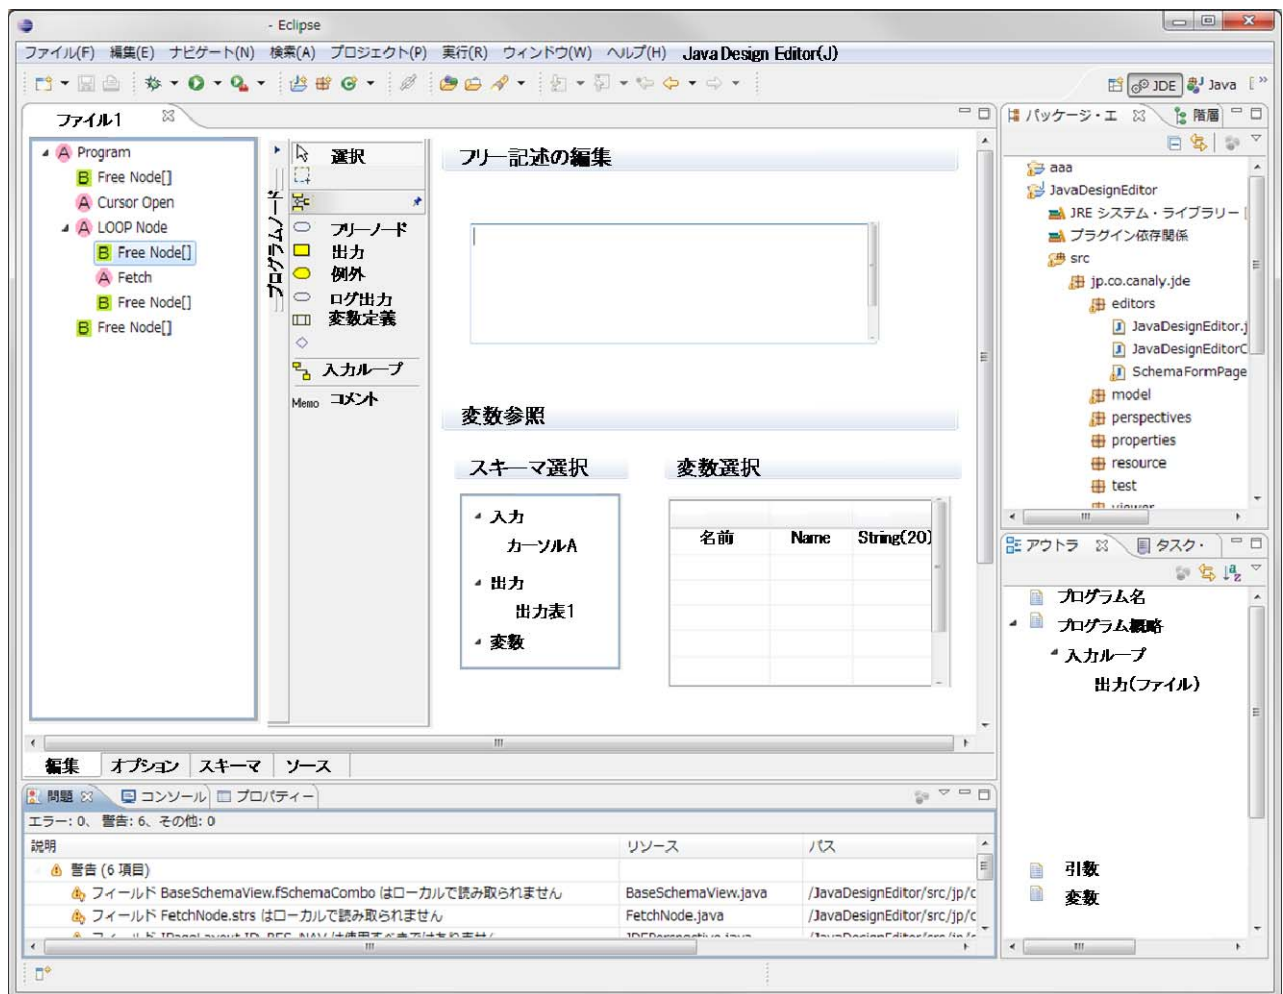 - Eclipse
ファイル(F) 編集(E) ナビゲート(N) 検索(A) プロジェクト(P) 実行(R) ウィンドウ(W) ヘルプ(H) Java Design Editor(J)
JDE Java
ファイル1
Program
B Free Node[]
A Cursor Open
A LOOP Node
B Free Node[]
A Fetch
B Free Node[]
B Free Node[]
プログラムノード
選択
フリーノード
出力
例外
ログ出力
変数定義
入力ループ
Memo コメント
フリー記述の編集
変数参照
スキーマ選択
入力
カーソルA
出力
出力表1
変数
変数選択
名前 Name String(20)
編集 オプション スキーマ ソース
問題 コンソール プロパティー
エラー: 0、 警告: 6、その他: 0
説明 リソース パス
警告 (6 項目)
フィールド BaseSchemaView.fSchemaCombo はローカルで読み取られません BaseSchemaView.java /JavaDesignEditor/src/jp/c
フィールド FetchNode.strs はローカルで読み取られません FetchNode.java /JavaDesignEditor/src/jp/c
パッケージ・エ 階層
aaa
JavaDesignEditor
JRE システム・ライブラリー [
プラグイン依存関係
src
jp.co.canaly.jde
editors
JavaDesignEditor.j
JavaDesignEditorC
SchemaFormPage
model
perspectives
properties
resource
test
viewer
アウトラ タスク・
プログラム名
プログラム概略
入力ループ
出力(ファイル)
引数
変数